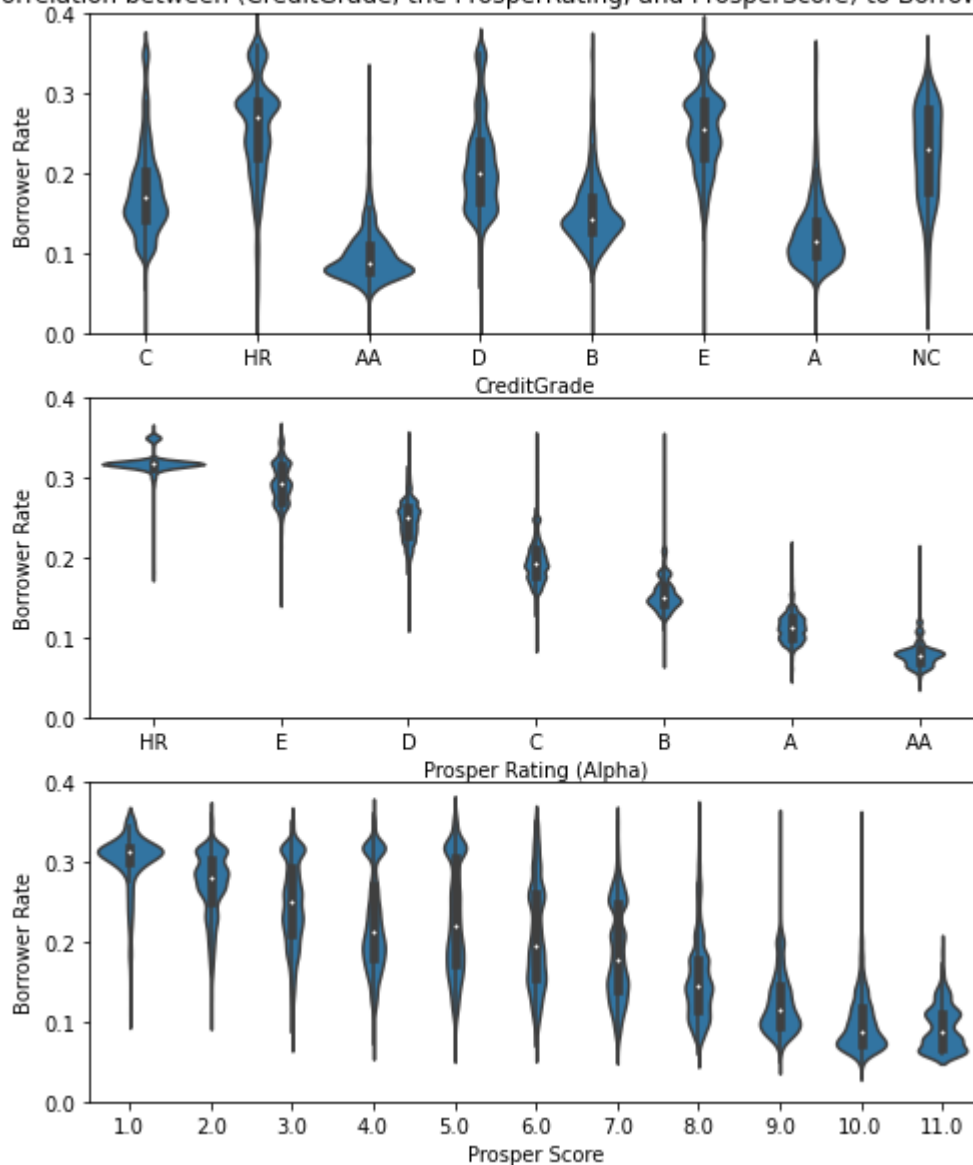 between (CreditGrade, the ProsperRating, and ProsperScore) to
0.4
0.3
0.2
0.1
0.0
Borrower Rate
C HR AA D B E A NC
CreditGrade
0.4
0.3
0.2
0.1
0.0
Borrower Rate
HR E D C B A AA
Prosper Rating (Alpha)
0.4
0.3
0.2
0.1
0.0
Borrower Rate
1.0 2.0 3.0 4.0 5.0 6.0 7.0 8.0 9.0 10.0 11.0
Prosper Score